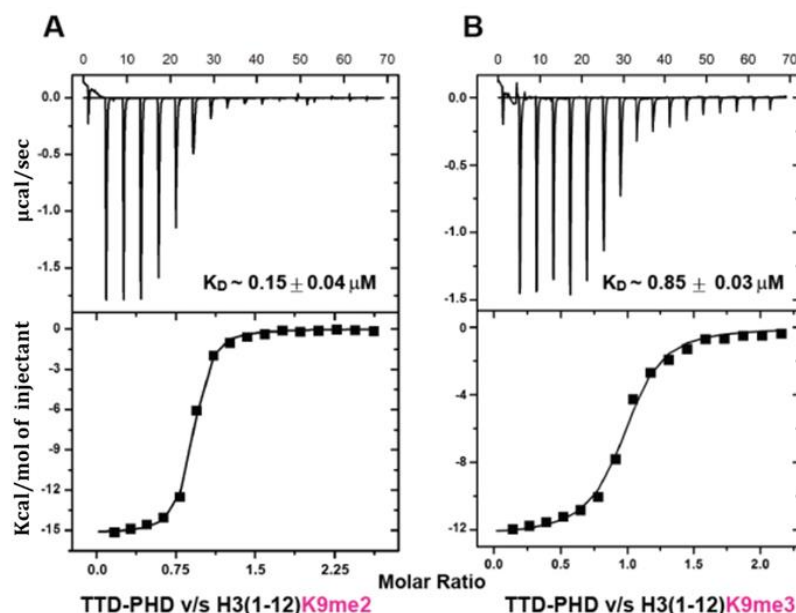 A
B
0 10 20 30 40 50 60 70
0 10 20 30 40 50 60 70
0.0
-0.5
-1.0
-1.5
0.0
-0.5
-1.0
-1.5
µcal/sec
KD ~ 0.15 ± 0.04 µM
KD ~ 0.85 ± 0.03 µM
0
-3
-6
-9
-12
-15
0
-4
-8
-12
Kcal/mol of injectant
0.0 0.75 1.5 2.25
0.0 0.5 1.0 1.5 2.0
Molar Ratio
TTD-PHD v/s H3(1-12)K9me2
TTD-PHD v/s H3(1-12)K9me3